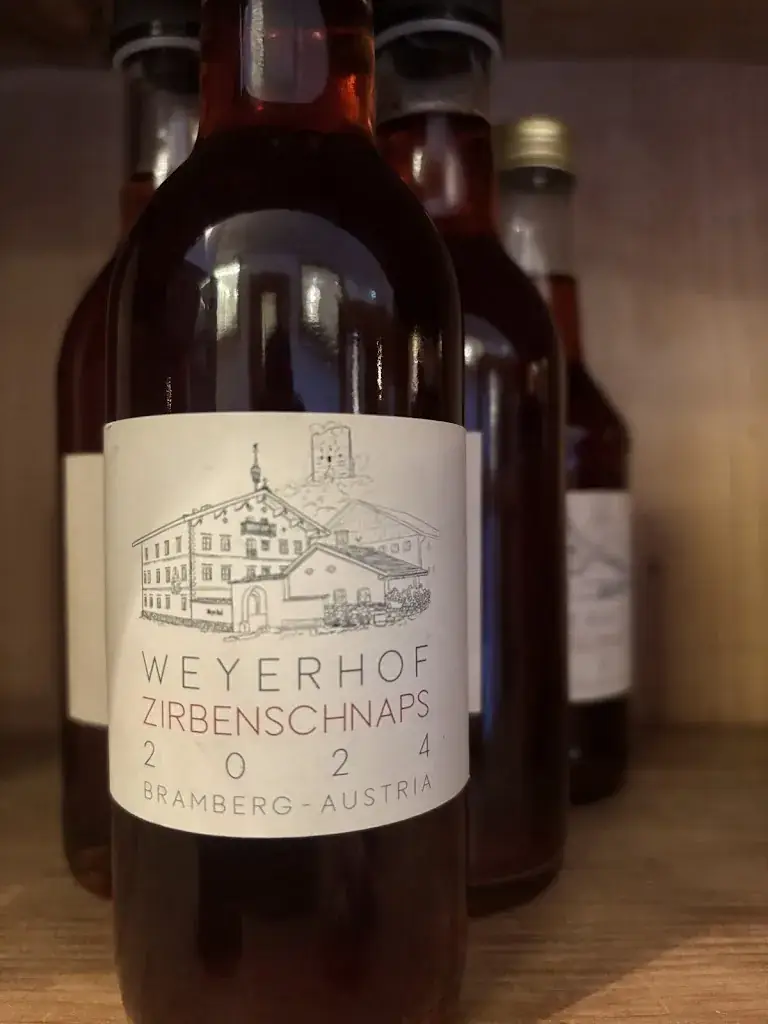 WEYERHOF
ZIRBENSCHNAPS
2 0 2 4
BRAMBERG-AUSTRIA